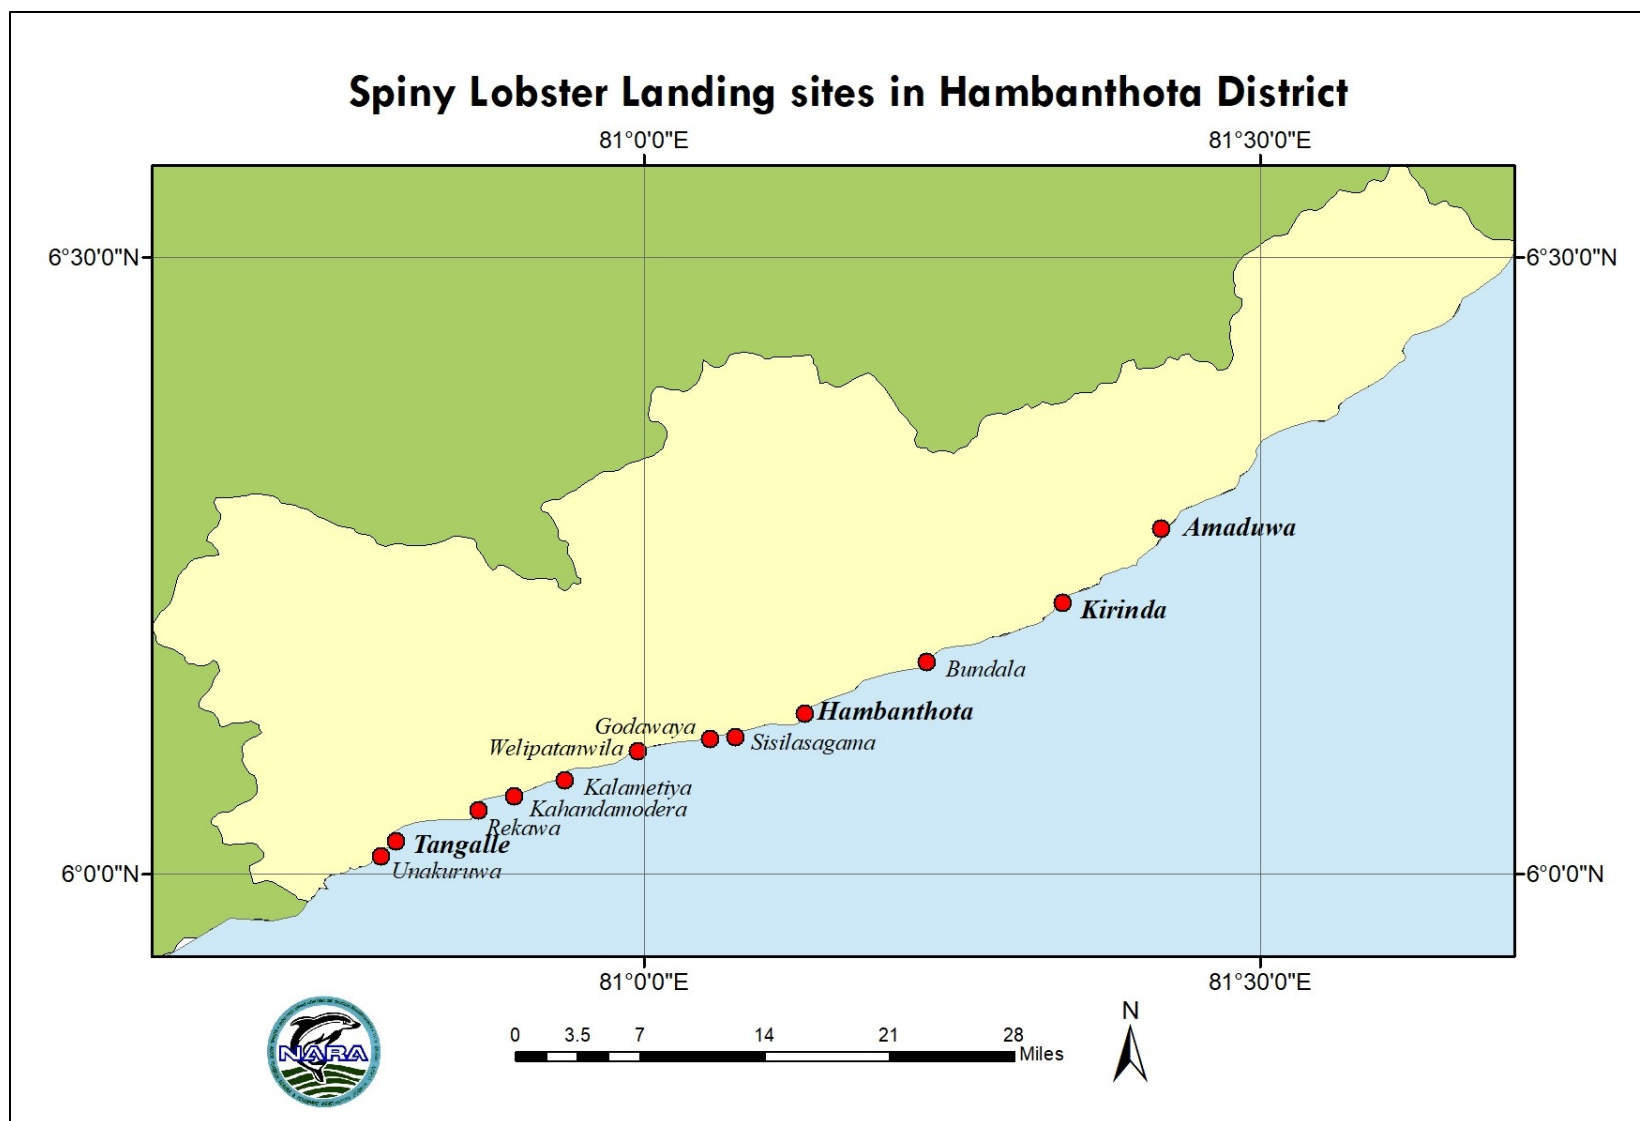 Spiny Lobster Landing sites in Hambanthota District
81°0'0"E
81°30'0"E
6°30'0"N
6°30'0"N
Amaduwa
Kirinda
Bundala
Hambanthota
Godawaya
Sisilasagama
Welipatanwila
Kalametiya
Kahandamodera
Rekawa
Tangalle
Unakuruwa
6°0'0"N
6°0'0"N
81°0'0"E
81°30'0"E
N
0 3.5 7 14 21 28
Miles
NARA